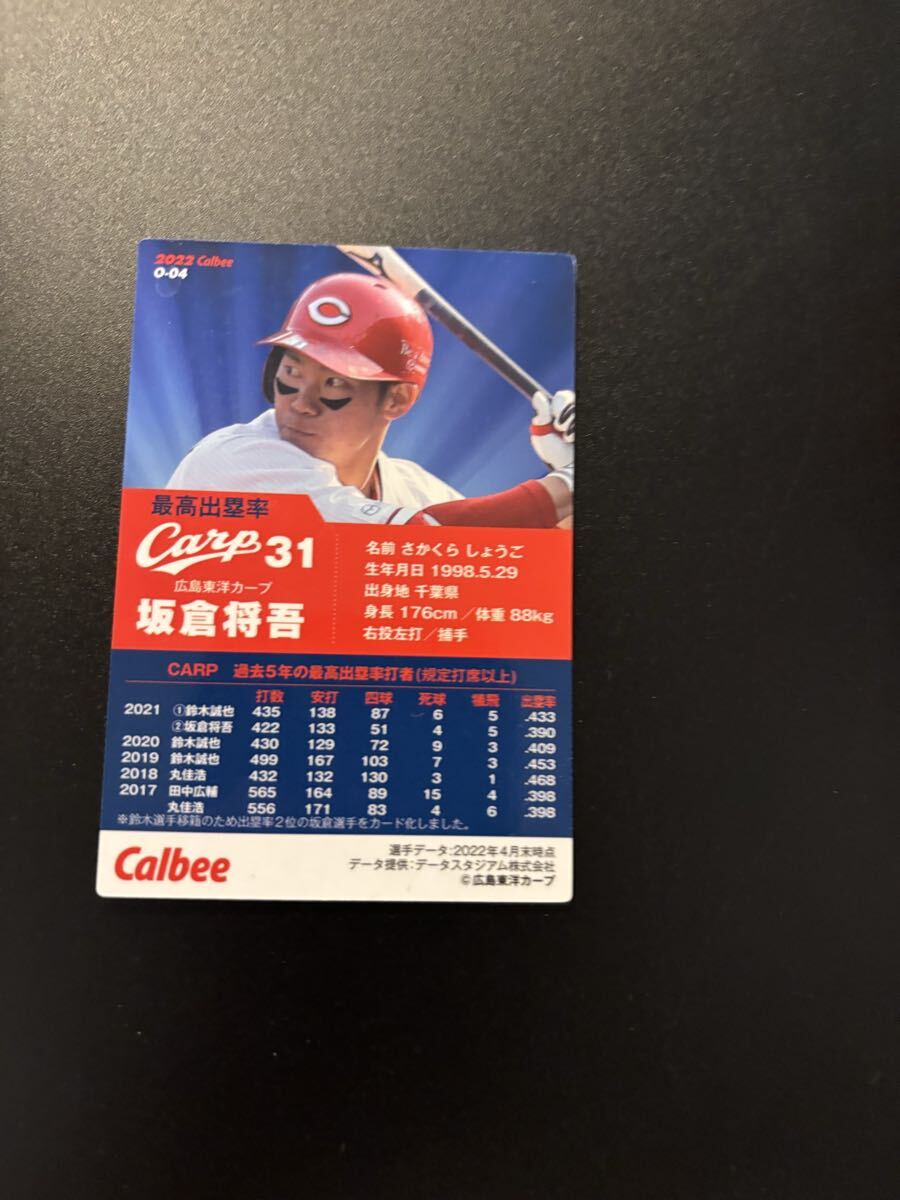 2022 Calbee
O-04
最高出塁率
Carp 31
広島東洋カープ
坂倉将吾
名前 さかくら しょうご
生年月日 1998.5.29
出身地 千葉県
身長 176cm／体重 88kg
右投左打／捕手
CARP 過去5年の最高出塁率打者(規定打席以上)
打数 安打 四球 死球 犠飛 出塁率
2021 ①鈴木誠也 435 138 87 6 5 .433
②坂倉将吾 422 133 51 4 5 .390
2020 鈴木誠也 430 129 72 9 3 .409
2019 鈴木誠也 499 167 103 7 3 .453
2018 丸佳浩 432 132 130 3 1 .468
2017 田中広輔 565 164 89 15 4 .398
丸佳浩 556 171 83 4 6 .398
※鈴木選手移籍のため出塁率2位の坂倉選手をカード化しました。
Calbee
選手データ:2022年4月末時点
データ提供:データスタジアム株式会社
©広島東洋カープ